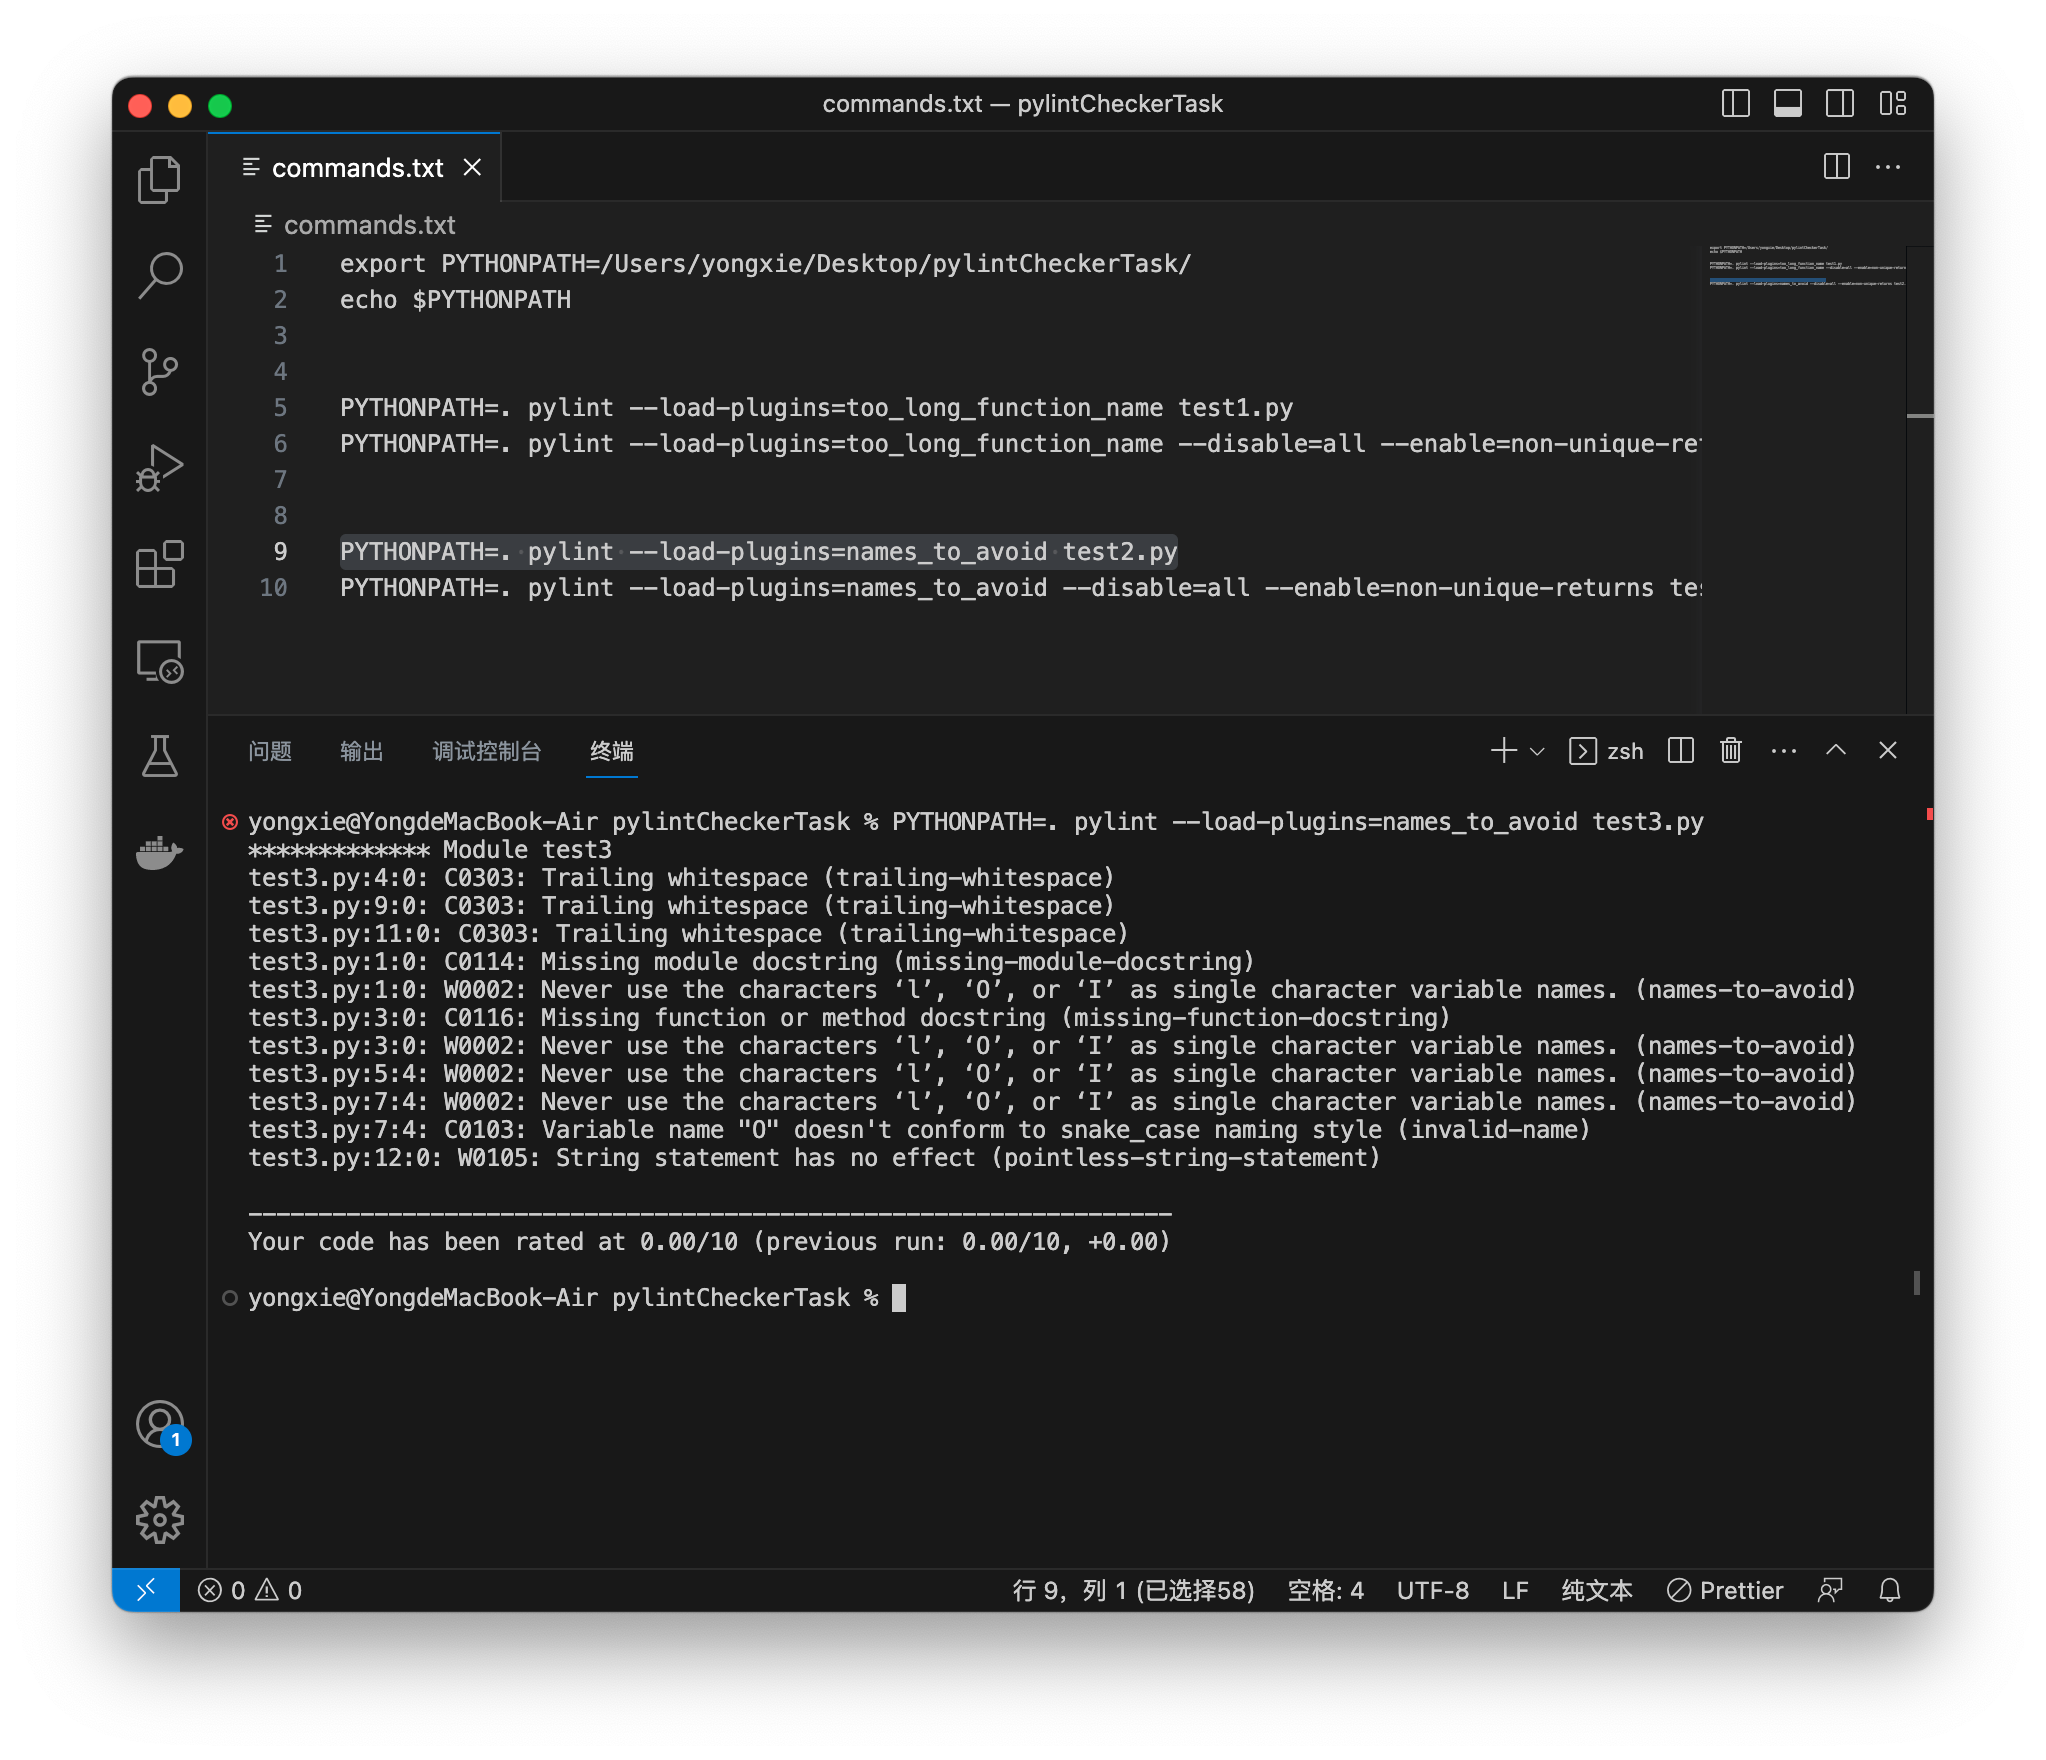 commands.txt — pylintCheckerTask
commands.txt
commands.txt
1 export PYTHONPATH=/Users/yongxie/Desktop/pylintCheckerTask/
2 echo $PYTHONPATH
3
4
5 PYTHONPATH=. pylint --load-plugins=too_long_function_name test1.py
6 PYTHONPATH=. pylint --load-plugins=too_long_function_name --disable=all --enable=non-unique-re
7
8
9 PYTHONPATH=. pylint --load-plugins=names_to_avoid test2.py
10 PYTHONPATH=. pylint --load-plugins=names_to_avoid --disable=all --enable=non-unique-returns te
问题 输出 调试控制台 终端 zsh
yongxie@YongdeMacBook-Air pylintCheckerTask % PYTHONPATH=. pylint --load-plugins=names_to_avoid test3.py
************* Module test3
test3.py:4:0: C0303: Trailing whitespace (trailing-whitespace)
test3.py:9:0: C0303: Trailing whitespace (trailing-whitespace)
test3.py:11:0: C0303: Trailing whitespace (trailing-whitespace)
test3.py:1:0: C0114: Missing module docstring (missing-module-docstring)
test3.py:1:0: W0002: Never use the characters ‘l’, ‘O’, or ‘I’ as single character variable names. (names-to-avoid)
test3.py:3:0: C0116: Missing function or method docstring (missing-function-docstring)
test3.py:3:0: W0002: Never use the characters ‘l’, ‘O’, or ‘I’ as single character variable names. (names-to-avoid)
test3.py:5:4: W0002: Never use the characters ‘l’, ‘O’, or ‘I’ as single character variable names. (names-to-avoid)
test3.py:7:4: W0002: Never use the characters ‘l’, ‘O’, or ‘I’ as single character variable names. (names-to-avoid)
test3.py:7:4: C0103: Variable name "O" doesn't conform to snake_case naming style (invalid-name)
test3.py:12:0: W0105: String statement has no effect (pointless-string-statement)
------------------------------------------------------------------
Your code has been rated at 0.00/10 (previous run: 0.00/10, +0.00)
yongxie@YongdeMacBook-Air pylintCheckerTask %
1
0 0 行 9，列 1 (已选择58) 空格: 4 UTF-8 LF 纯文本 Prettier